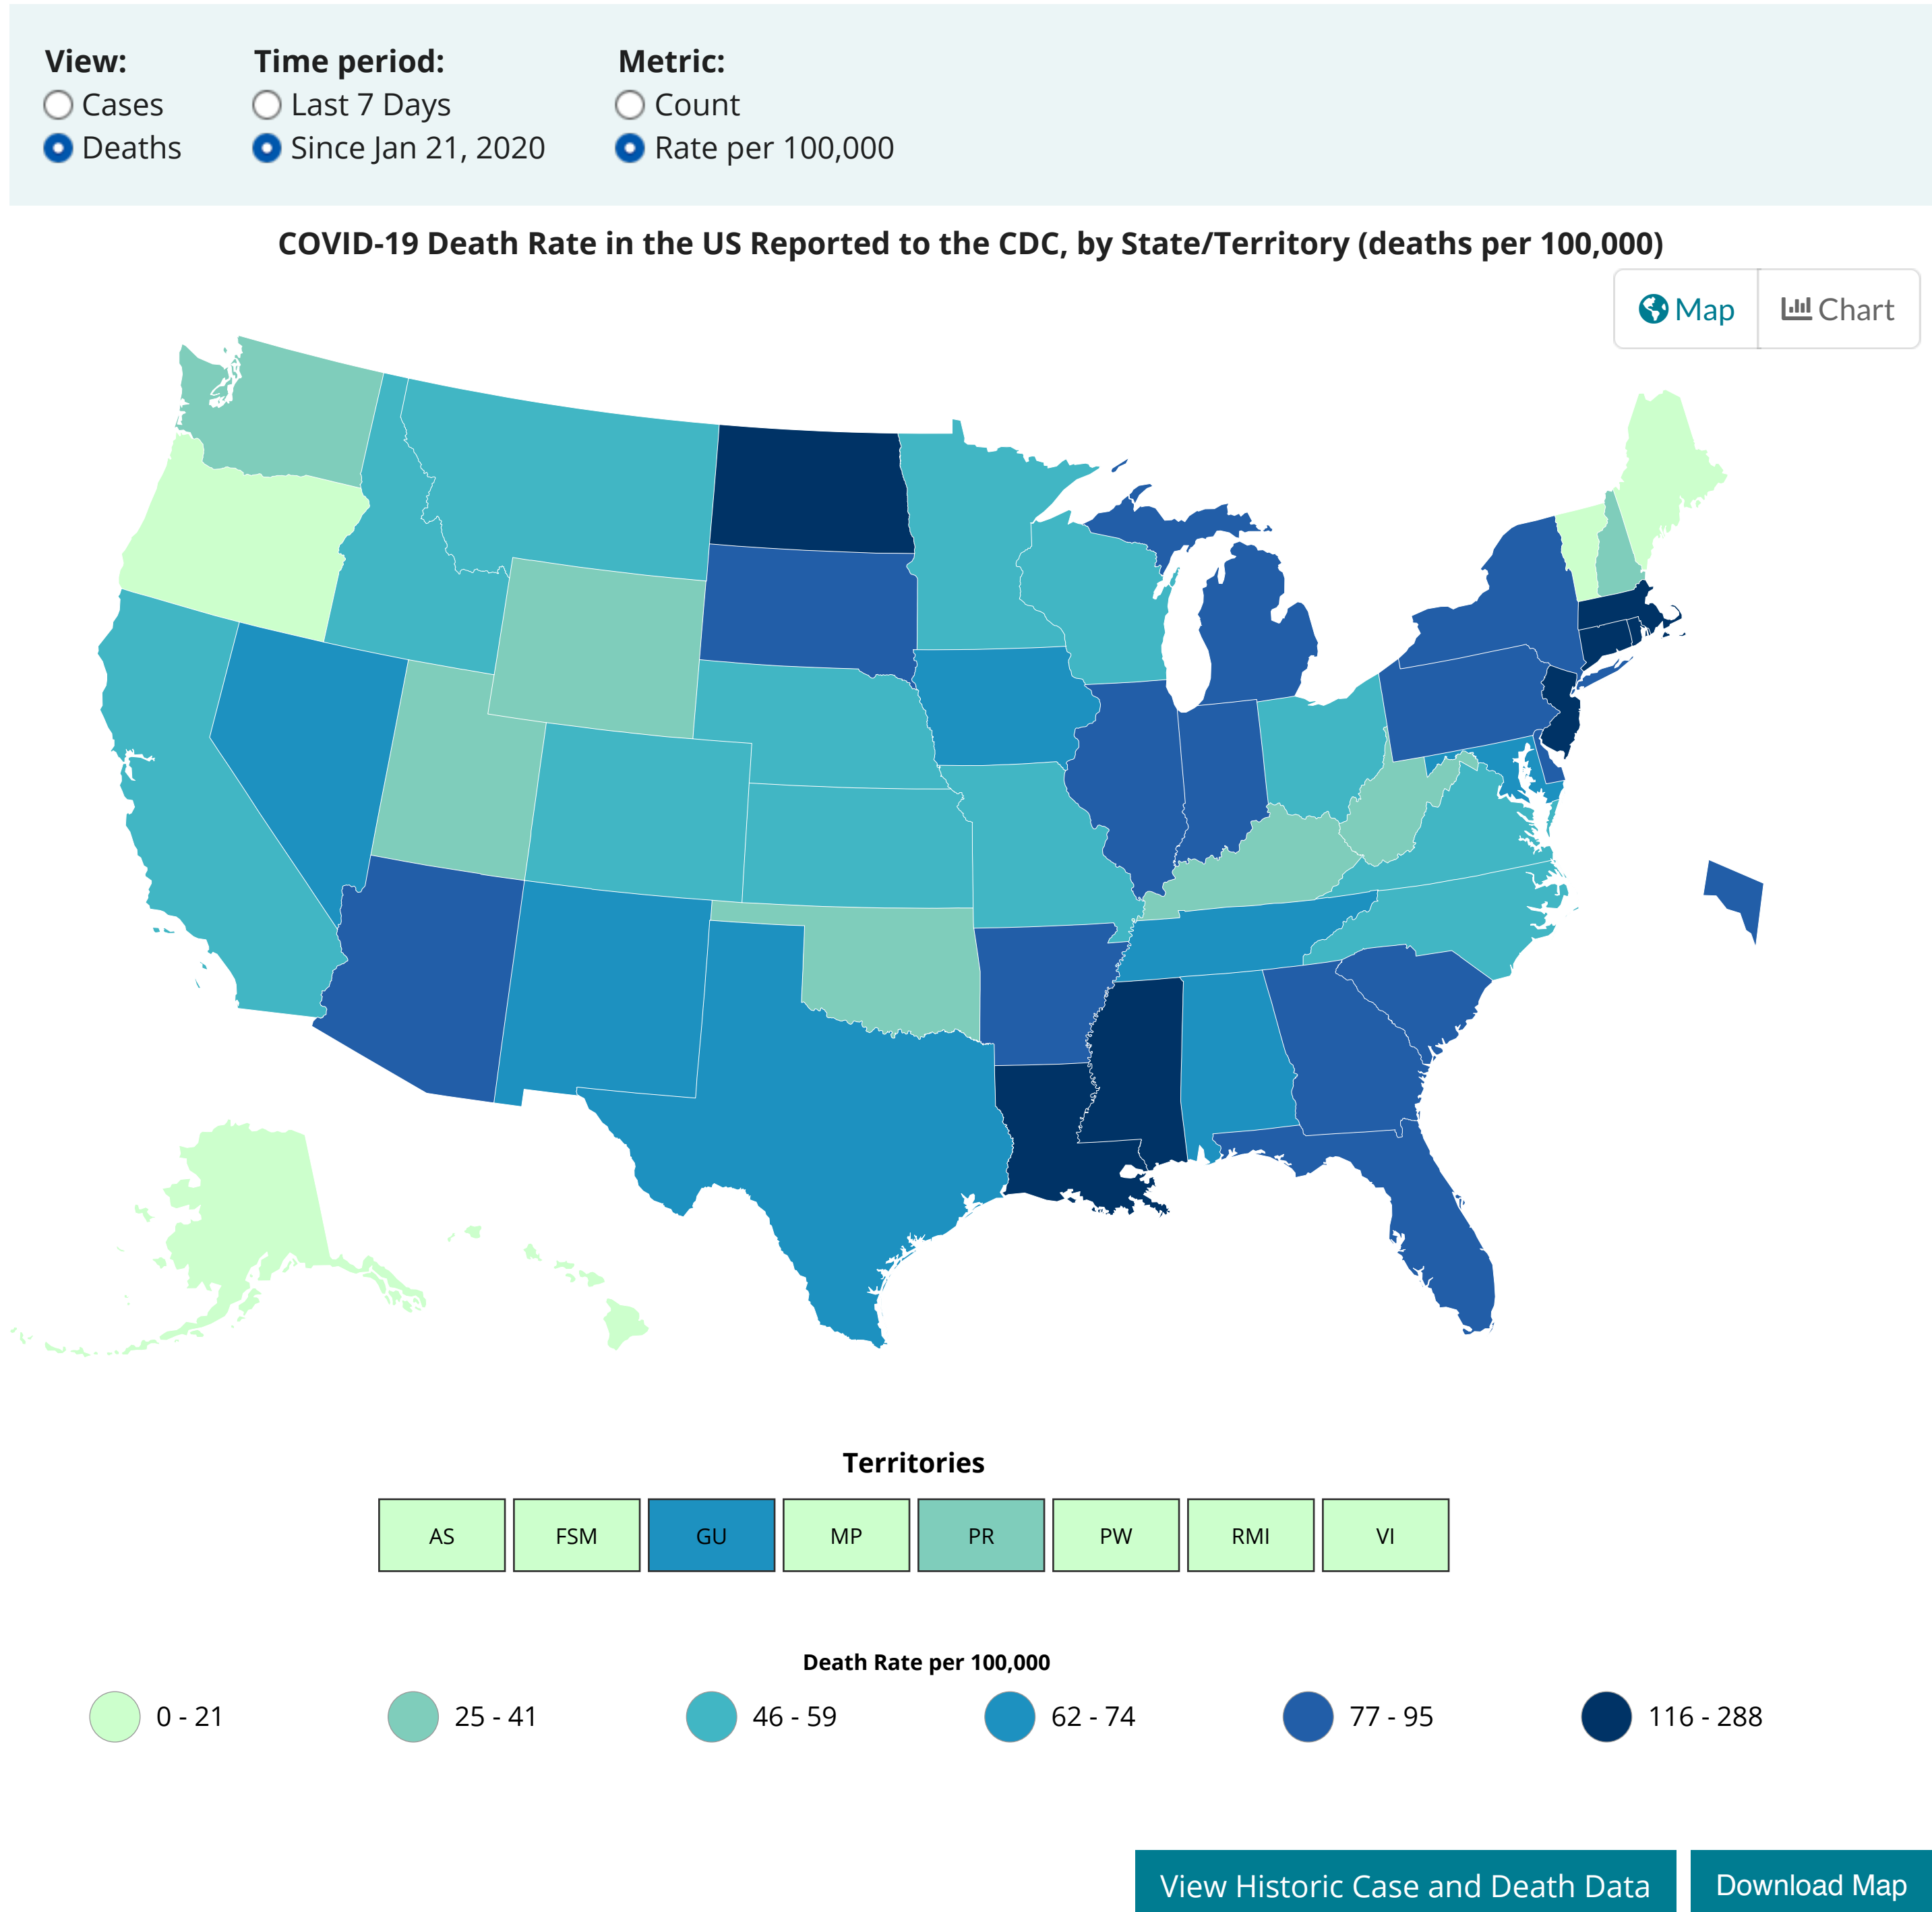 View: Time period: Metric:
Cases Last 7 Days Count
Deaths Since Jan 21, 2020 Rate per 100,000
COVID-19 Death Rate in the US Reported to the CDC, by State/Territory (deaths per 100,000)
Map Chart
Territories
AS FSM GU MP PR PW RMI VI
Death Rate per 100,000
0 - 21 25 - 41 46 - 59 62 - 74 77 - 95 116 - 288
View Historic Case and Death Data Download Map